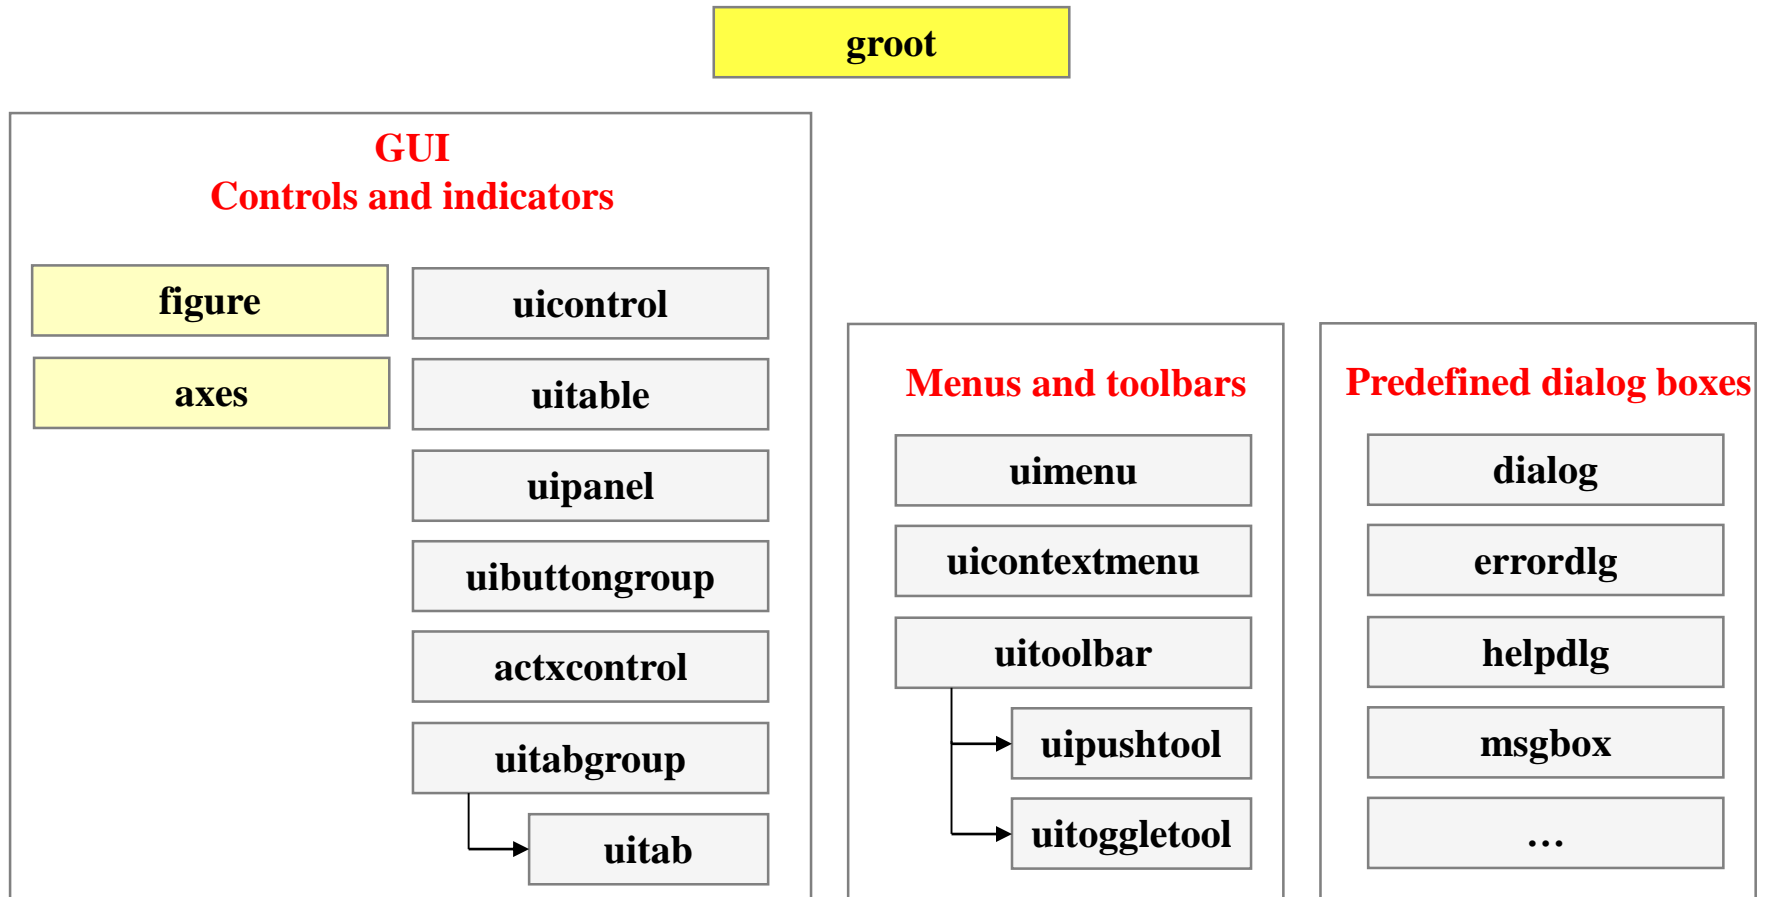 groot
GUI
Controls and indicators
figure
axes
uicontrol
uitable
uipanel
uibuttongroup
actxcontrol
uitabgroup
uitab
Menus and toolbars
uimenu
uicontextmenu
uitoolbar
uipushtool
uitoggletool
Predefined dialog boxes
dialog
errordlg
helpdlg
msgbox
…